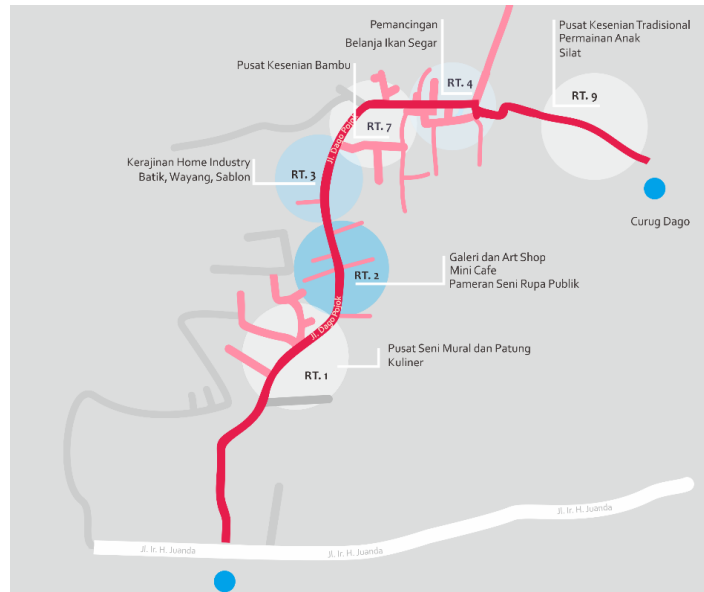 Pemancingan
Belanja Ikan Segar
Pusat Kesenian Tradisional
Permainan Anak
Silat
Pusat Kesenian Bambu
RT. 4
RT. 9
RT. 7
Jl. Dago Pojok
Kerajinan Home Industry
Batik, Wayang, Sablon
RT. 3
Curug Dago
Galeri dan Art Shop
Mini Cafe
Pameran Seni Rupa Publik
RT. 2
Jl. Dago Pojok
Pusat Seni Mural dan Patung
Kuliner
RT. 1
Jl. Ir. H. Juanda
Jl. Ir. H. Juanda
Jl. Ir. H. Juanda